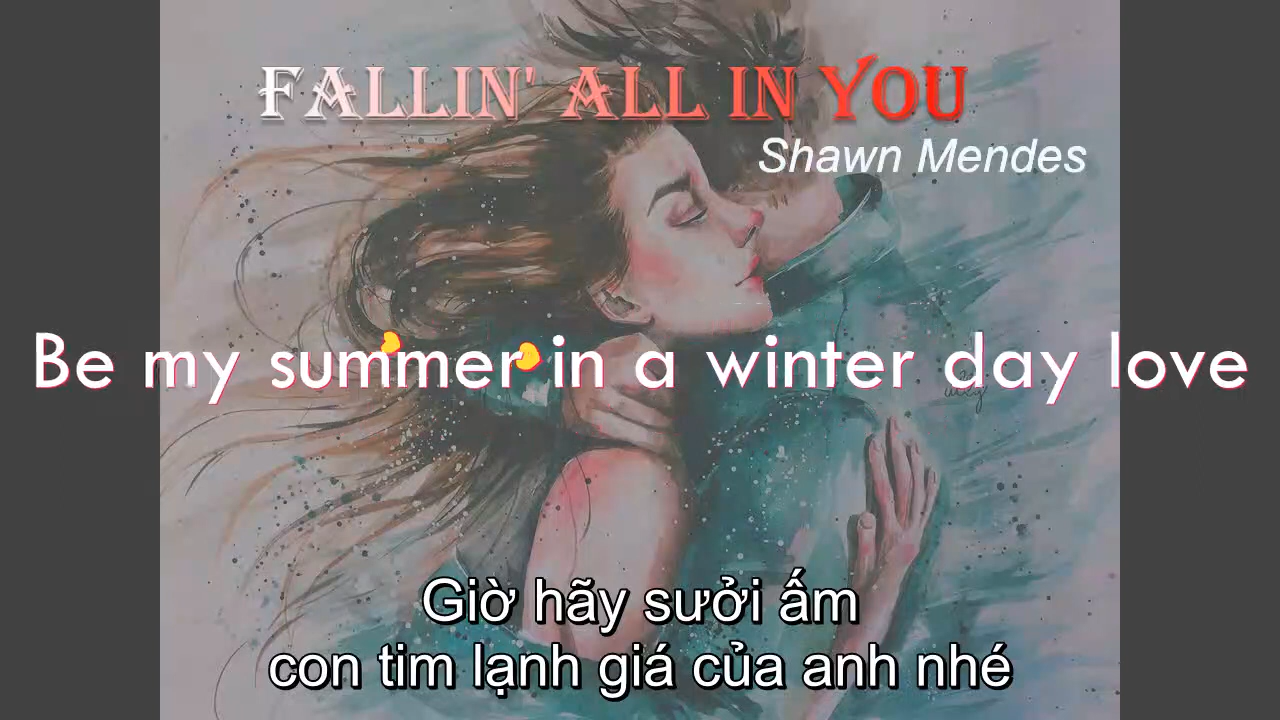 FALLIN' ALL IN YOU
Shawn Mendes
Be my summer in a winter day love
Giờ hãy sưởi ấm
con tim lạnh giá của anh nhé